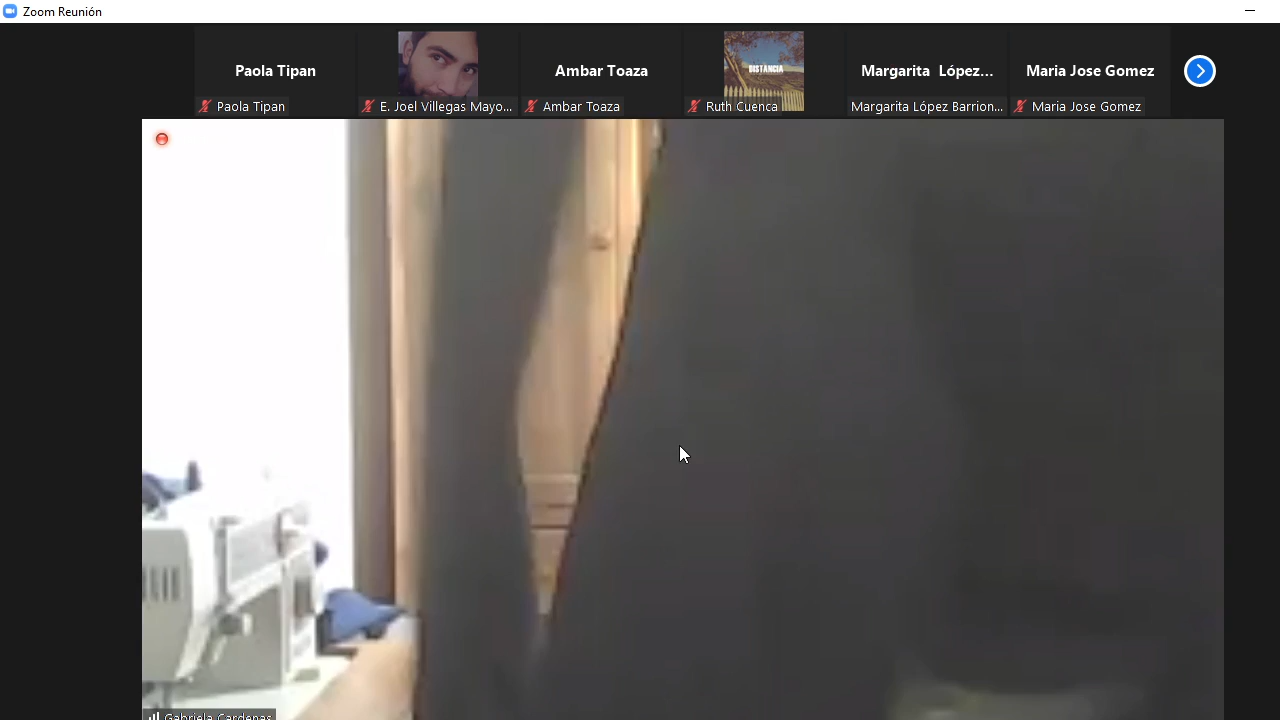 Zoom Reunión
Paola Tipan
Ambar Toaza
DISTANCIA
Margarita López...
Maria Jose Gomez
Paola Tipan
E. Joel Villegas Mayo...
Ambar Toaza
Ruth Cuenca
Margarita López Barrion...
Maria Jose Gomez
Gabriela Cardenas